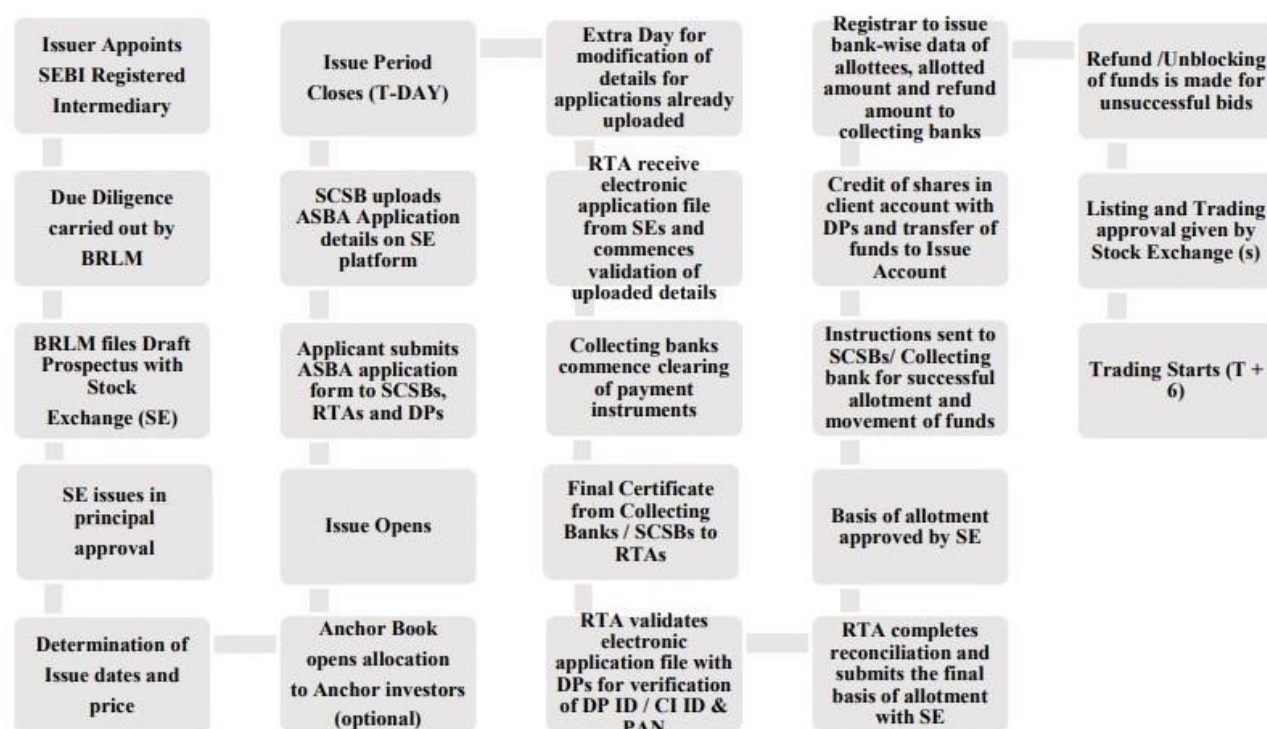 Issuer Appoints
SEBI Registered
Intermediary
Due Diligence
carried out by
BRLM
BRLM files Draft
Prospectus with
Stock
Exchange (SE)
SE issues in
principal
approval
Determination of
Issue dates and
price
Anchor Book
opens allocation
to Anchor investors
(optional)
Issue Opens
Applicant submits
ASBA application
form to SCSBs,
RTAs and DPs
SCSB uploads
ASBA Application
details on SE
platform
Issue Period
Closes (T-DAY)
Extra Day for
modification of
details for
applications already
uploaded
RTA receive
electronic
application file
from SEs and
commences
validation of
uploaded details
Collecting banks
commence clearing
of payment
instruments
Final Certificate
from Collecting
Banks / SCSBs to
RTAs
RTA validates
electronic
application file with
DPs for verification
of DP ID / CI ID &
PAN
RTA completes
reconciliation and
submits the final
basis of allotment
with SE
Basis of allotment
approved by SE
Instructions sent to
SCSBs/ Collecting
bank for successful
allotment and
movement of funds
Credit of shares in
client account with
DPs and transfer of
funds to Issue
Account
Registrar to issue
bank-wise data of
allottees, allotted
amount and refund
amount to
collecting banks
Refund /Unblocking
of funds is made for
unsuccessful bids
Listing and Trading
approval given by
Stock Exchange (s)
Trading Starts (T +
6)